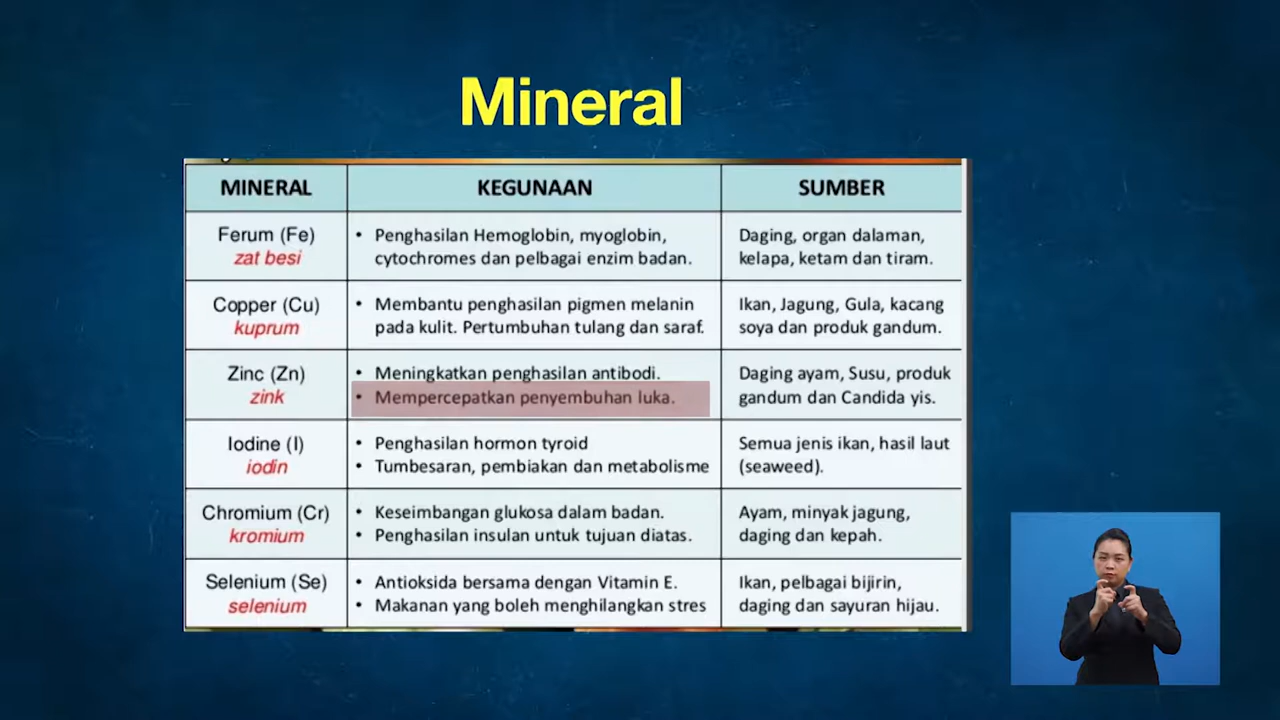 Mineral
MINERAL KEGUNAAN SUMBER
Ferum (Fe)
zat besi
• Penghasilan Hemoglobin, myoglobin,
cytochromes dan pelbagai enzim badan.
Daging, organ dalaman,
kelapa, ketam dan tiram.
Copper (Cu)
kuprum
• Membantu penghasilan pigmen melanin
pada kulit. Pertumbuhan tulang dan saraf.
Ikan, Jagung, Gula, kacang
soya dan produk gandum.
Zinc (Zn)
zink
• Meningkatkan penghasilan antibodi.
• Mempercepatkan penyembuhan luka.
Daging ayam, Susu, produk
gandum dan Candida yis.
Iodine (I)
iodin
• Penghasilan hormon tyroid
• Tumbesaran, pembiakan dan metabolisme
Semua jenis ikan, hasil laut
(seaweed).
Chromium (Cr)
kromium
• Keseimbangan glukosa dalam badan.
• Penghasilan insulan untuk tujuan diatas.
Ayam, minyak jagung,
daging dan kepah.
Selenium (Se)
selenium
• Antioksida bersama dengan Vitamin E.
• Makanan yang boleh menghilangkan stres
Ikan, pelbagai bijirin,
daging dan sayuran hijau.